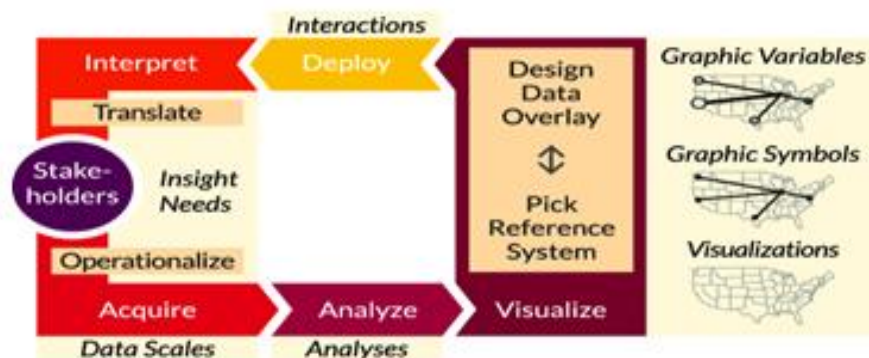 Interactions
Interpret
Deploy
Design
Data
Overlay
Graphic Variables
Translate
Stake-
holders
Insight
Needs
Graphic Symbols
Pick
Reference
System
Visualizations
Operationalize
Acquire
Analyze
Visualize
Data Scales
Analyses